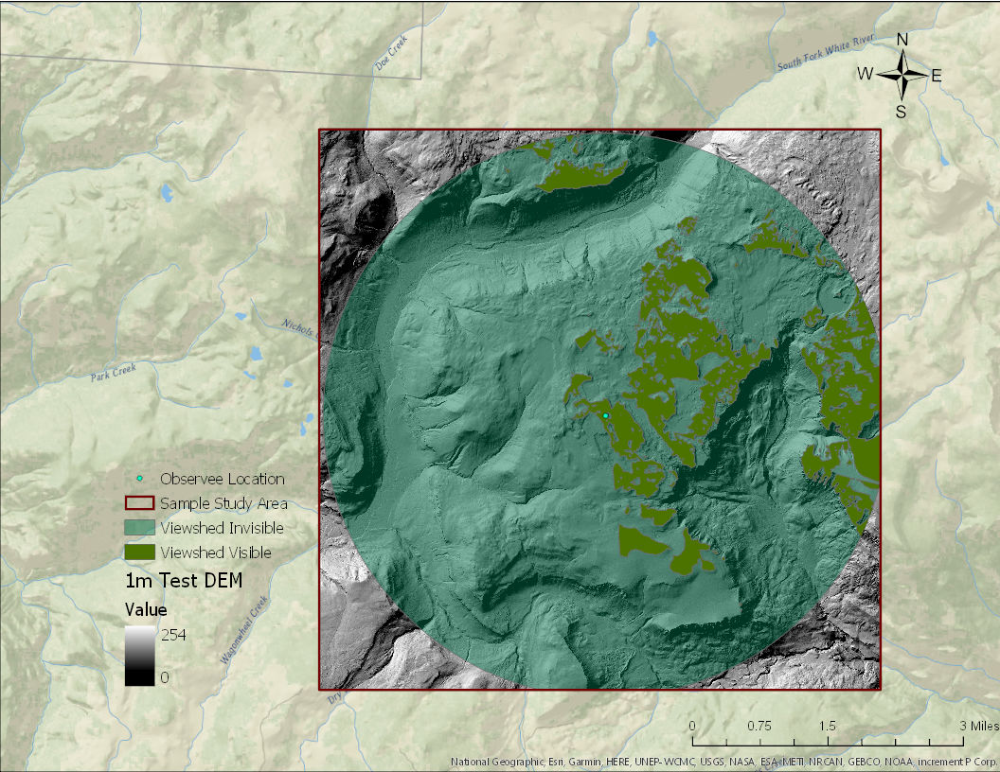 Doe Creek
South Fork White River
N
W E
S
Nichols C
Park Creek
Observee Location
Sample Study Area
Viewshed Invisible
Viewshed Visible
1m Test DEM
Value
254
0
Wagonwheel Creek
Dry
0 0.75 1.5 3 Miles
National Geographic, Esri, Garmin, HERE, UNEP-WCMC, USGS, NASA, ESA, METI, NRCAN, GEBCO, NOAA, increment P Corp.